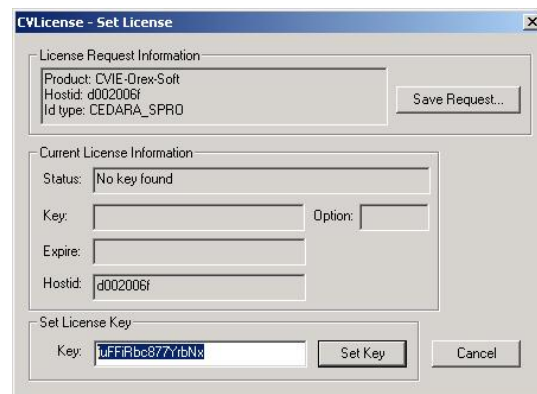 CVLicense - Set License
License Request Information
Product: CVIE-Orex-Soft
Hostid: d002006f
Id type: CEDARA_SPRO
Save Request...
Current License Information
Status: No key found
Key: Option:
Expire:
Hostid: d002006f
Set License Key
Key: iuFFiRbc877YrbNx Set Key Cancel